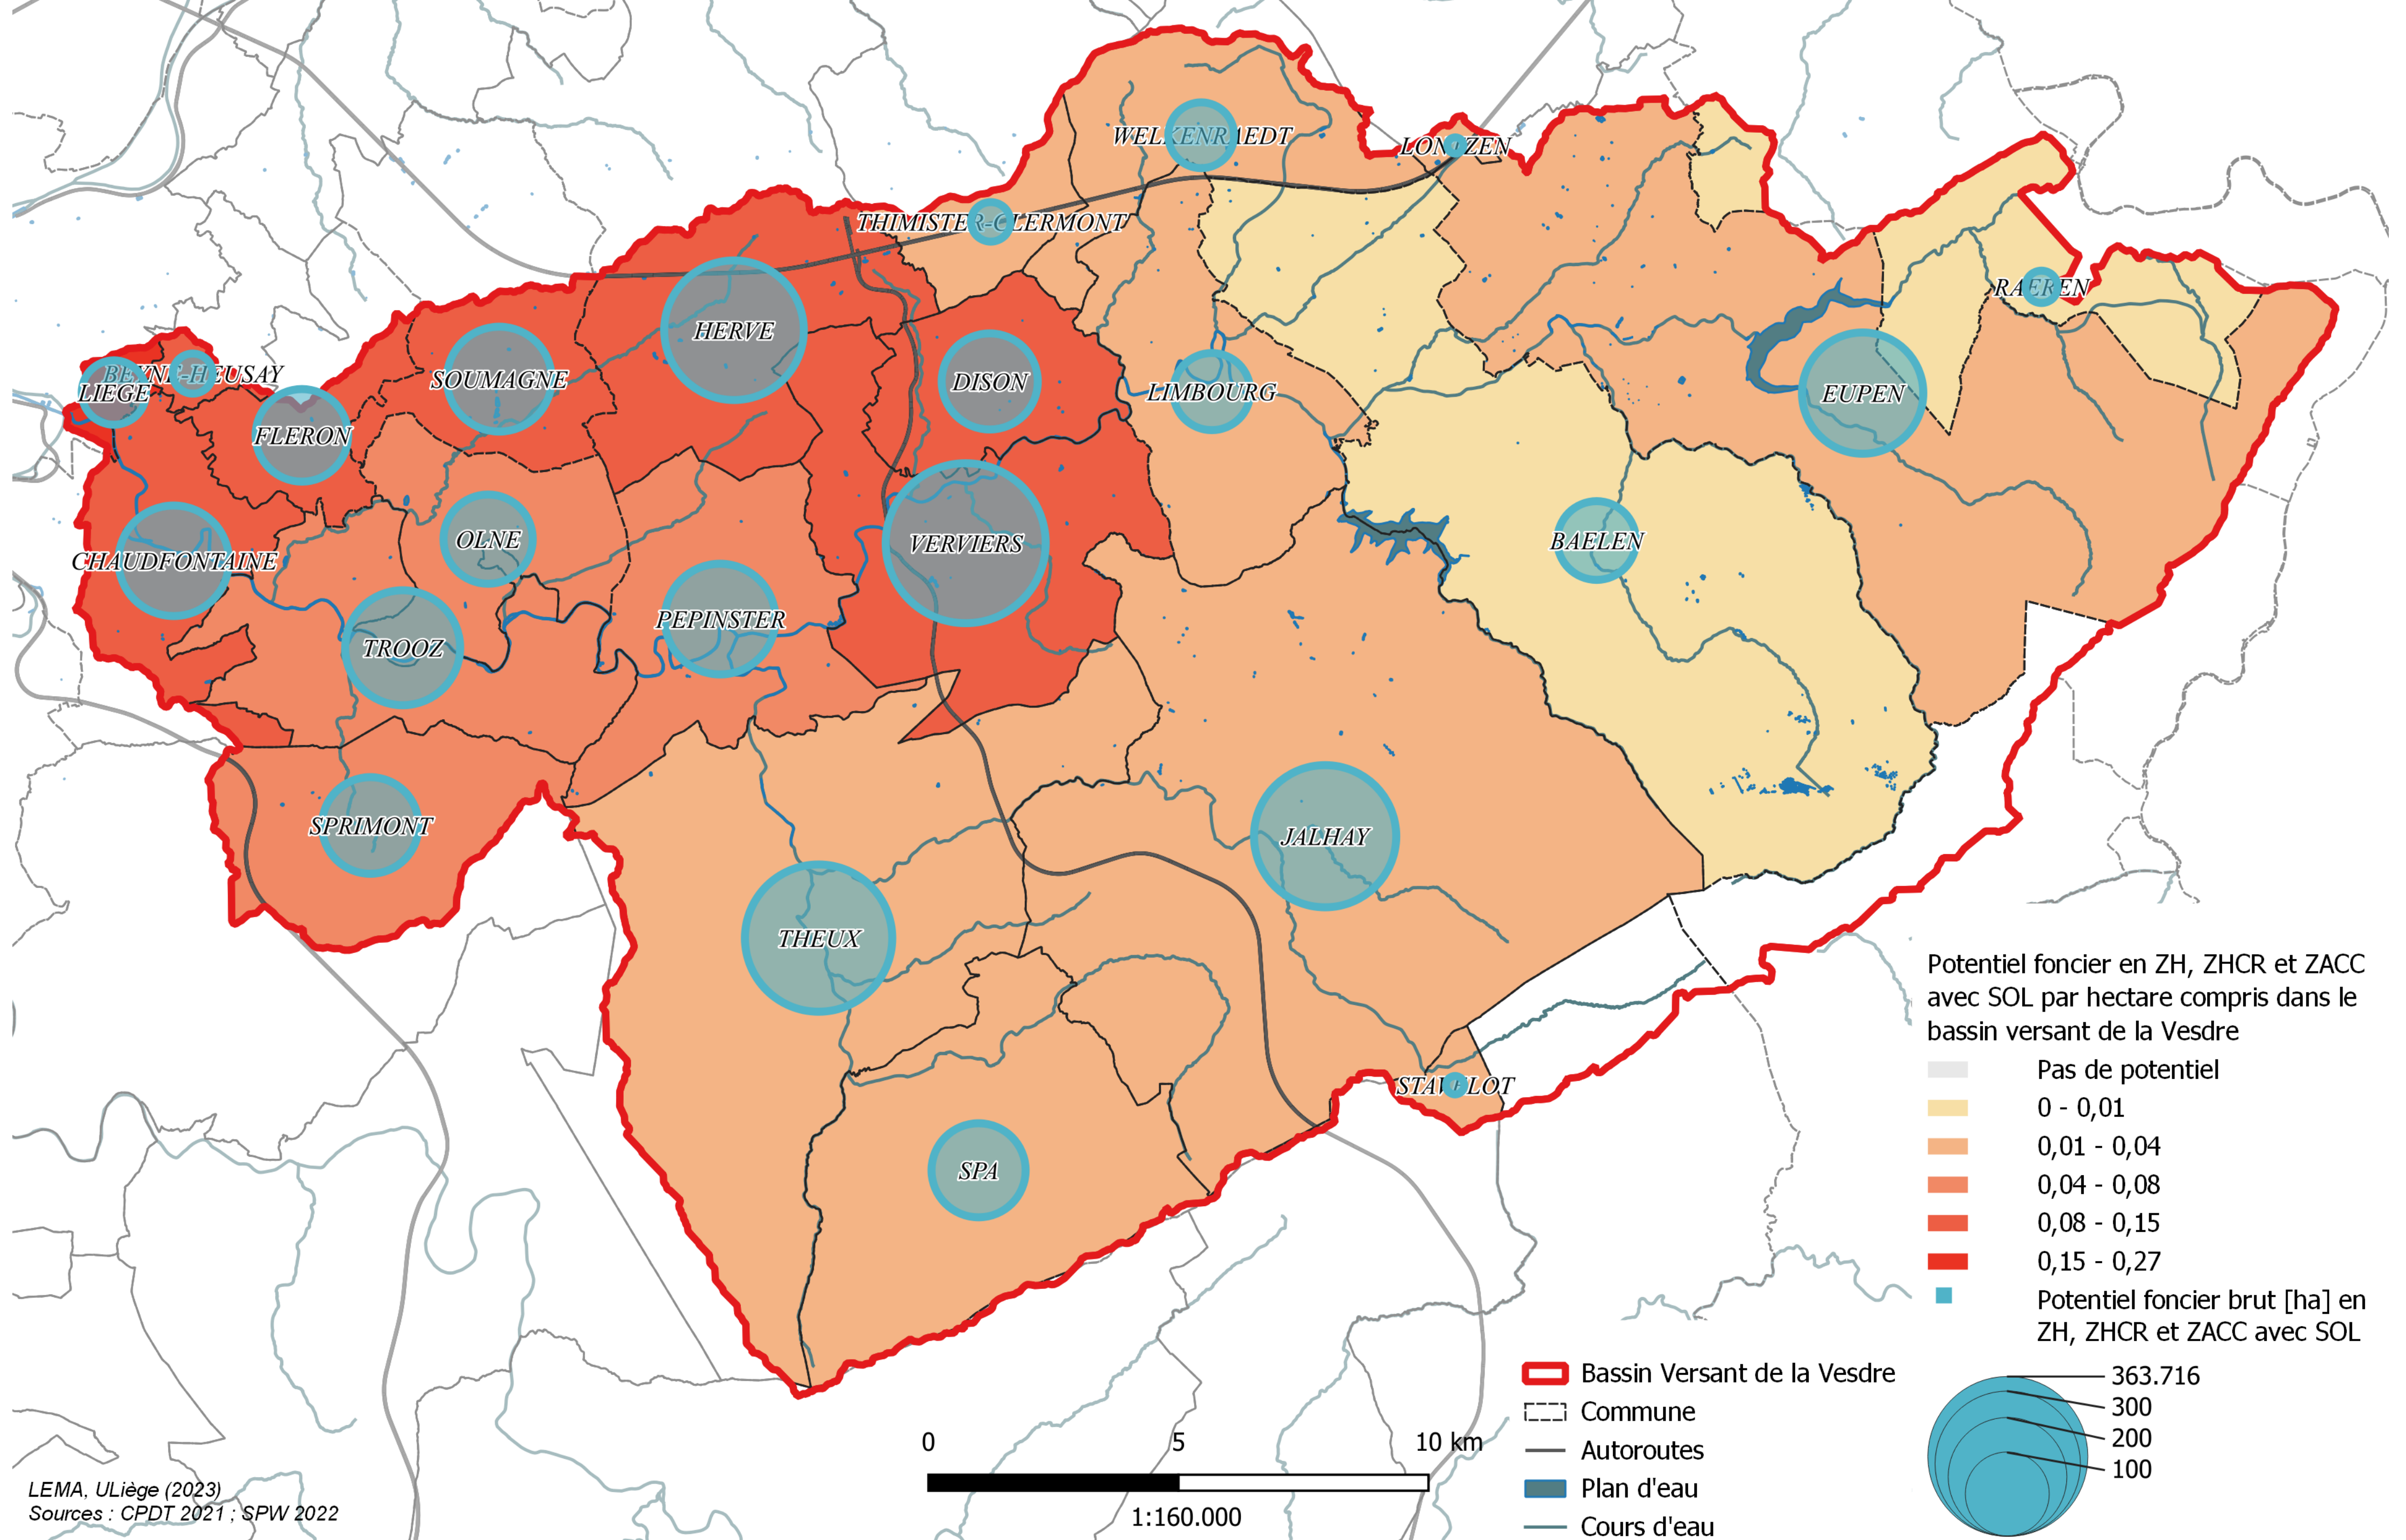 WELKENRAEDT
LONTZEN
THIMISTER-CLERMONT
RAEREN
HERVE
BEYNE-HEUSAY
LIEGE
SOUMAGNE
DISON
LIMBOURG
EUPEN
FLERON
CHAUDFONTAINE
OLNE
VERVIERS
BAELEN
PEPINSTER
TROOZ
SPRIMONT
JALHAY
THEUX
STAVELOT
SPA
Potentiel foncier en ZH, ZHCR et ZACC
avec SOL par hectare compris dans le
bassin versant de la Vesdre
Pas de potentiel
0 - 0,01
0,01 - 0,04
0,04 - 0,08
0,08 - 0,15
0,15 - 0,27
Potentiel foncier brut [ha] en
ZH, ZHCR et ZACC avec SOL
363.716
300
200
100
Bassin Versant de la Vesdre
Commune
Autoroutes
Plan d'eau
Cours d'eau
0 5 10 km
1:160.000
LEMA, ULiège (2023)
Sources : CPDT 2021 ; SPW 2022